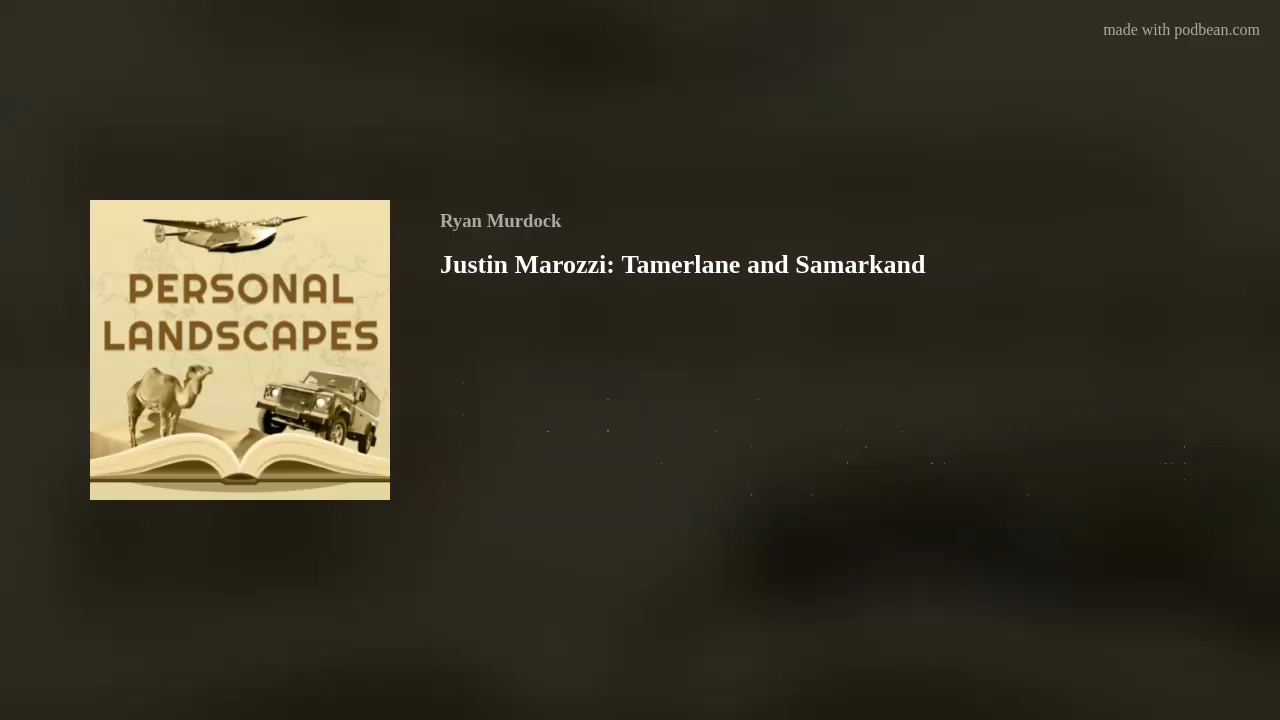 made with podbean.com
PERSONAL
LANDSCAPES
Ryan Murdock
Justin Marozzi: Tamerlane and Samarkand